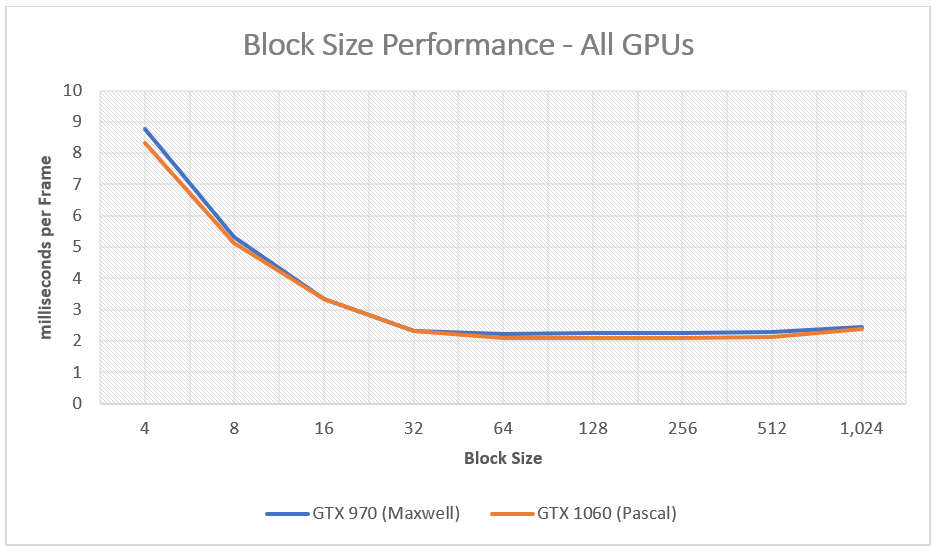 Block Size Performance - All GPUs
10
9
8
7
6
5
4
3
2
1
0
milliseconds per Frame
4 8 16 32 64 128 256 512 1,024
Block Size
GTX 970 (Maxwell) GTX 1060 (Pascal)